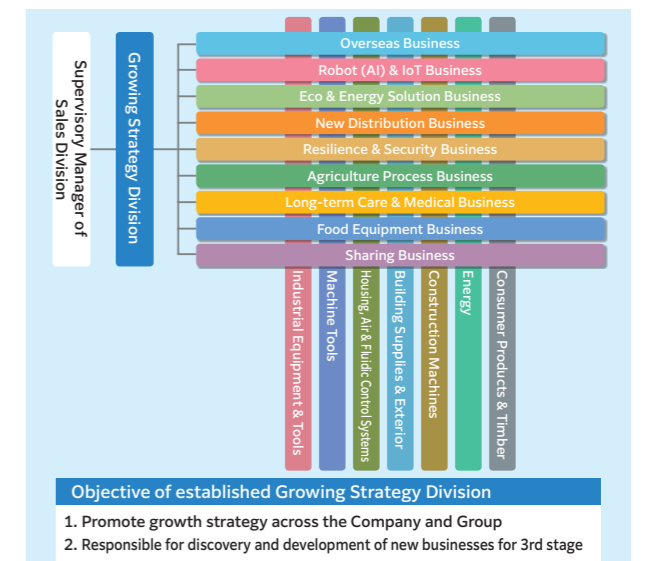 Supervisory Manager of
Sales Division
Growing Strategy Division
Overseas Business
Robot (AI) & IoT Business
Eco & Energy Solution Business
New Distribution Business
Resilience & Security Business
Agriculture Process Business
Long-term Care & Medical Business
Food Equipment Business
Sharing Business
Industrial Equipment & Tools
Machine Tools
Housing, Air & Fluidic Control Systems
Building Supplies & Exterior
Construction Machines
Energy
Consumer Products & Timber
Objective of established Growing Strategy Division
1. Promote growth strategy across the Company and Group
2. Responsible for discovery and development of new businesses for 3rd stage